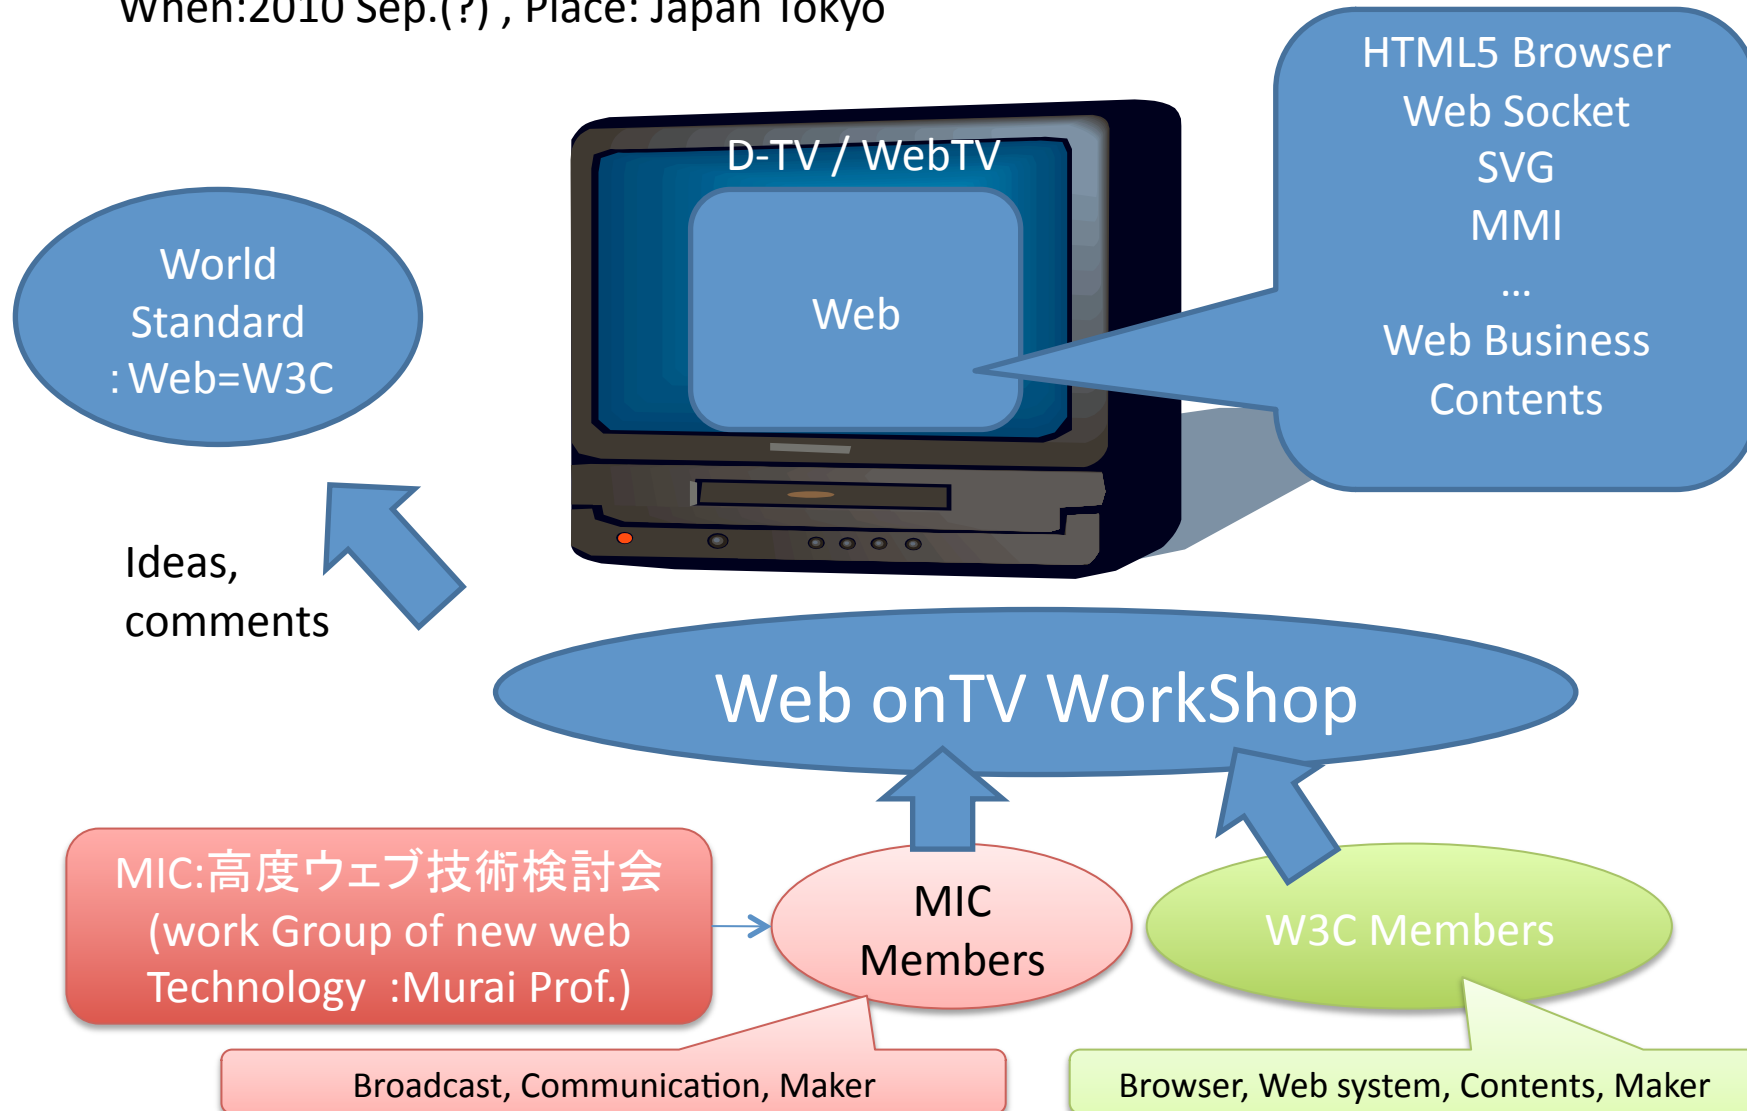 When:2010 Sep.(?) , Place: Japan Tokyo
HTML5 Browser
Web Socket
SVG
MMI
...
Web Business
Contents
D-TV / WebTV
Web
World
Standard
: Web=W3C
Ideas,
comments
Web onTV WorkShop
MIC:高度ウェブ技術検討会
(work Group of new web
Technology :Murai Prof.)
MIC
Members
W3C Members
Broadcast, Communication, Maker
Browser, Web system, Contents, Maker